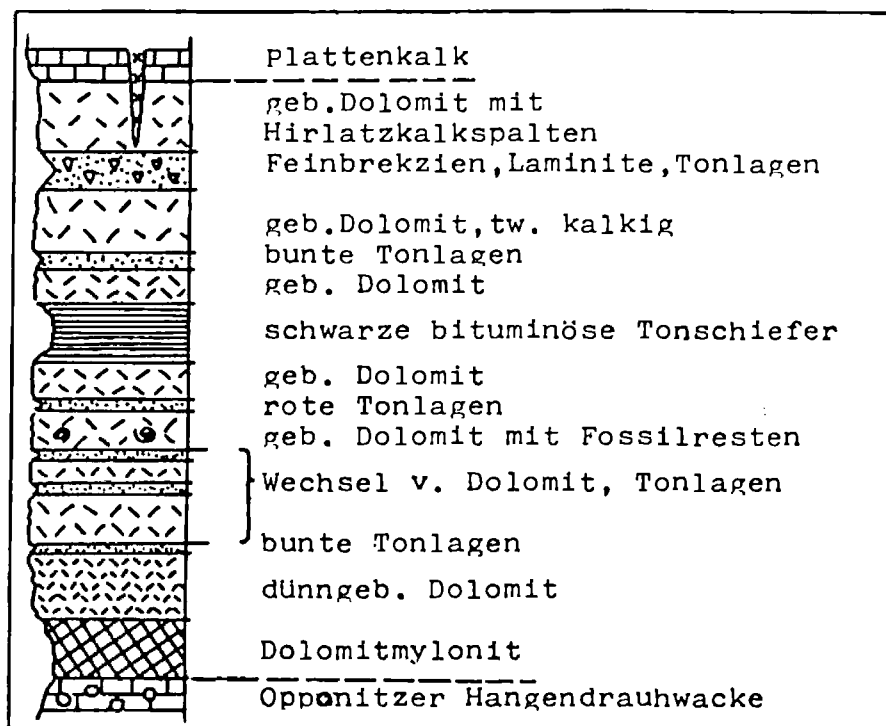 Plattenkalk
geb.Dolomit mit
Hirlatzkalkspalten
Feinbrekzien,Laminite,Tonlagen
geb.Dolomit,tw. kalkig
bunte Tonlagen
geb. Dolomit
schwarze bituminöse Tonschiefer
geb. Dolomit
rote Tonlagen
geb. Dolomit mit Fossilresten
Wechsel v. Dolomit, Tonlagen
bunte Tonlagen
dünngeb. Dolomit
Dolomitmylonit
Opponitzer Hangendrauhwacke